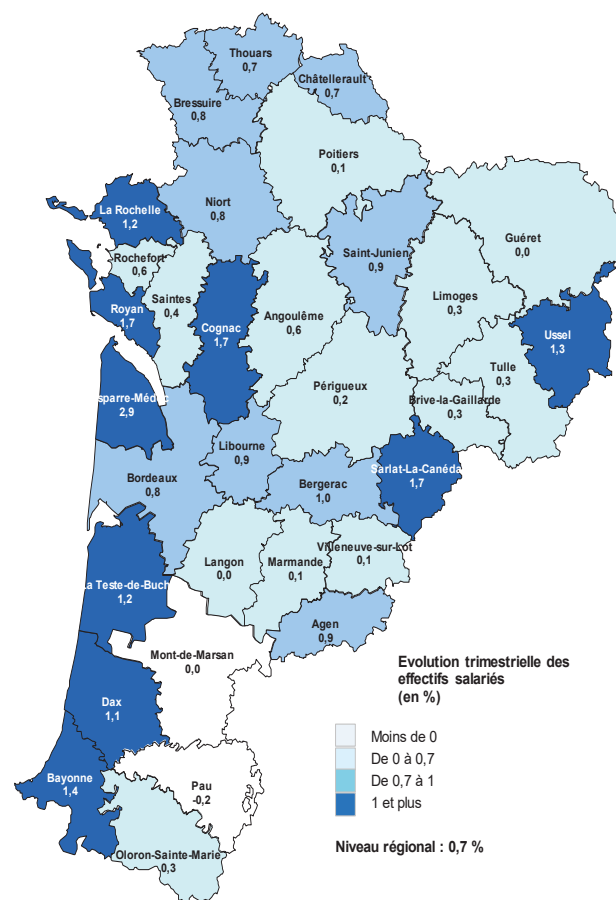 Thouars
0,7
Châtellerault
0,7
Bressuire
0,8
Poitiers
0,1
Niort
0,8
La Rochelle
1,2
Guéret
0,0
Saint-Junien
0,9
Rochefort
0,6
Saintes
0,4
Royan
1,7
Cognac
1,7
Angoulême
0,6
Limoges
0,3
Ussel
1,3
Tulle
0,3
Périgueux
0,2
sparre-Médoc
2,9
Brive-la-Gaillarde
0,3
Libourne
0,9
Bordeaux
0,8
Bergerac
1,0
Sarlat-La-Canéda
1,7
Langon
0,0
Marmande
0,1
Villeneuve-sur-Lot
0,1
La Teste-de-Buch
1,2
Agen
0,9
Mont-de-Marsan
0,0
Dax
1,1
Bayonne
1,4
Pau
-0,2
Oloron-Sainte-Marie
0,3
Evolution trimestrielle des
effectifs salariés
(en %)
Moins de 0
De 0 à 0,7
De 0,7 à 1
1 et plus
Niveau régional : 0,7 %